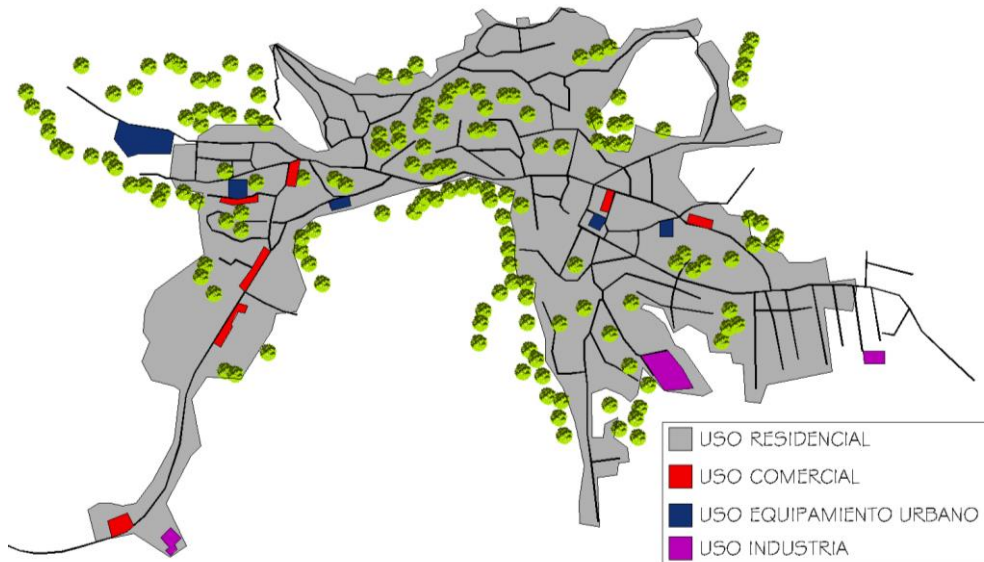 USO RESIDENCIAL
USO COMERCIAL
USO EQUIPAMIENTO URBANO
USO INDUSTRIA